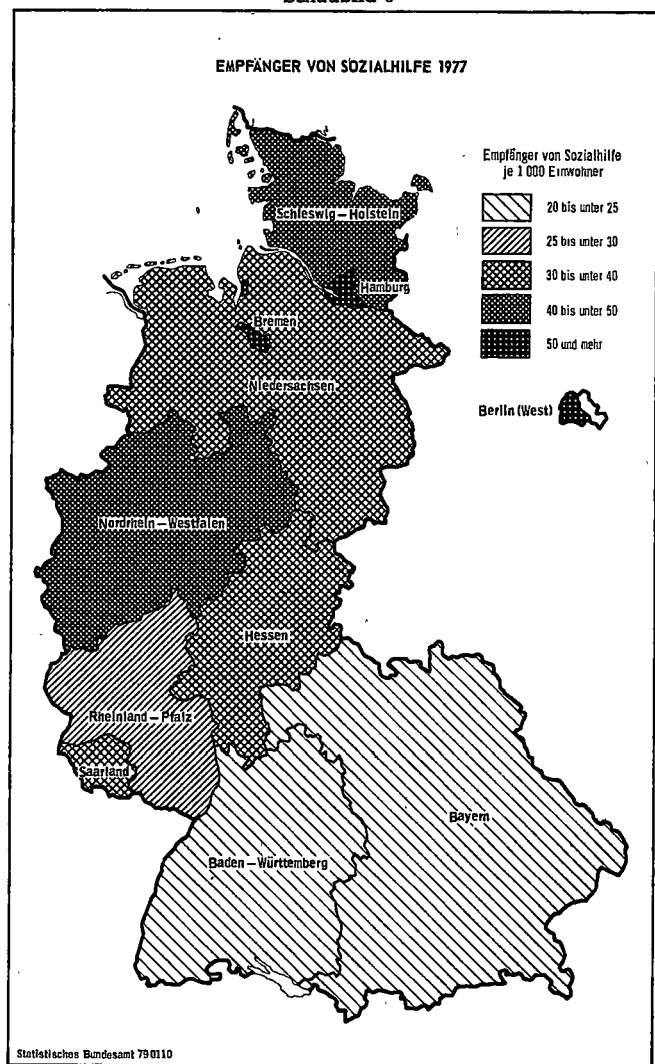 EMPFÄNGER VON SOZIALHILFE 1977
Empfänger von Sozialhilfe
je 1 000 Einwohner
20 bis unter 25
25 bis unter 30
30 bis unter 40
40 bis unter 50
50 und mehr
Schleswig – Holstein
Hamburg
Bremen
Niedersachsen
Berlin (West)
Nordrhein – Westfalen
Hessen
Rheinland – Pfalz
Saarland
Bayern
Baden – Württemberg
Statistisches Bundesamt 790110